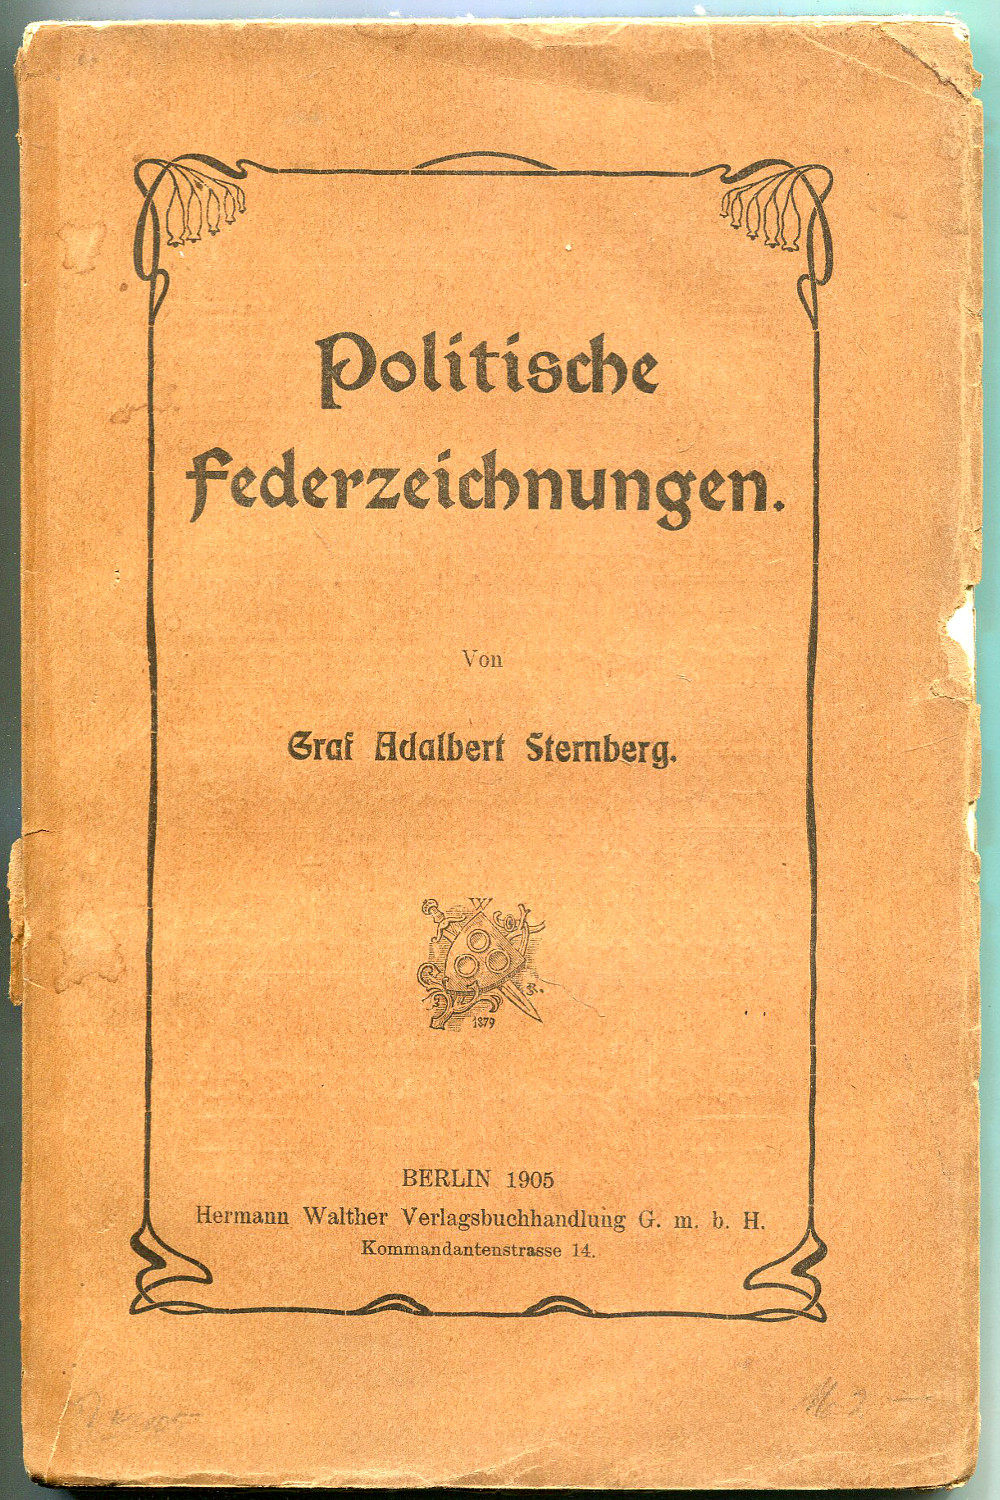 Politische
Federzeichnungen.
Von
Graf Adalbert Sternberg.
W
1879
BERLIN 1905
Hermann Walther Verlagsbuchhandlung G. m. b. H.
Kommandantenstrasse 14.